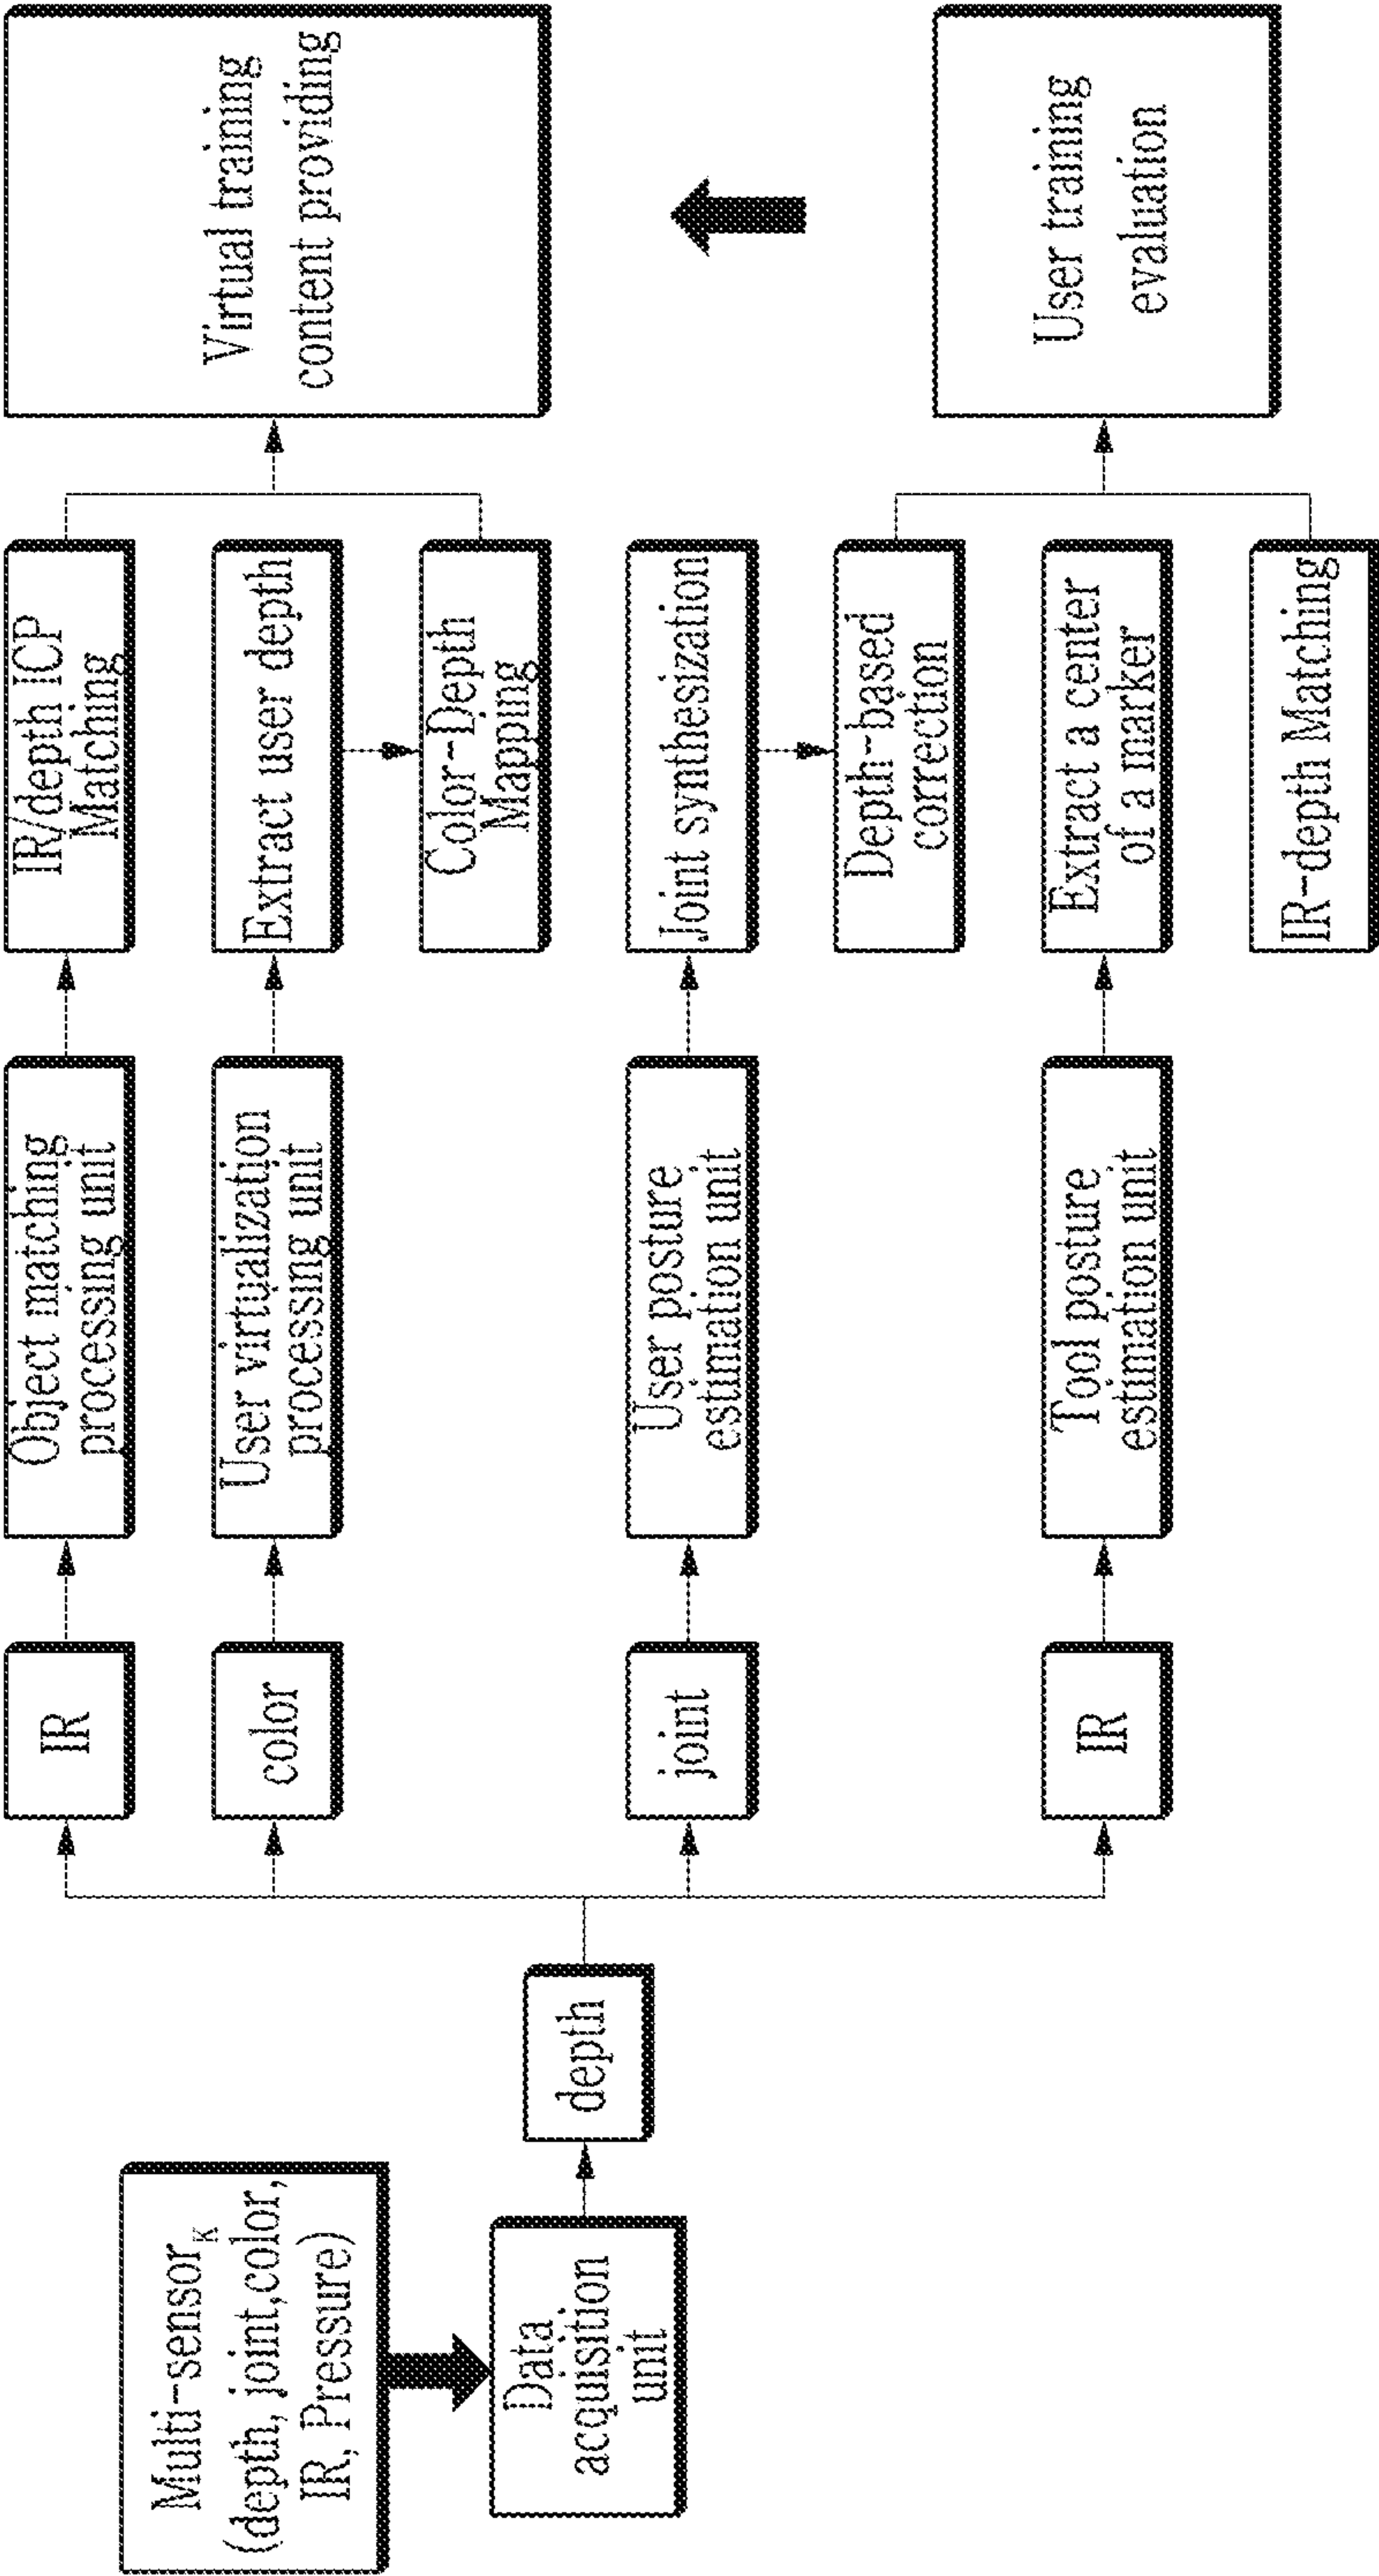 Multi-sensorK
(depth, joint,color,
IR, Pressure)
Data
acquisition
unit
depth
IR
color
joint
IR
Object matching
processing unit
User virtualization
processing unit
User posture
estimation unit
Tool posture
estimation unit
IR/depth ICP
Matching
Extract user depth
Color-Depth
Mapping
Joint synthesization
Depth-based
correction
Extract a center
of a marker
IR-depth Matching
Virtual training
content providing
User training
evaluation